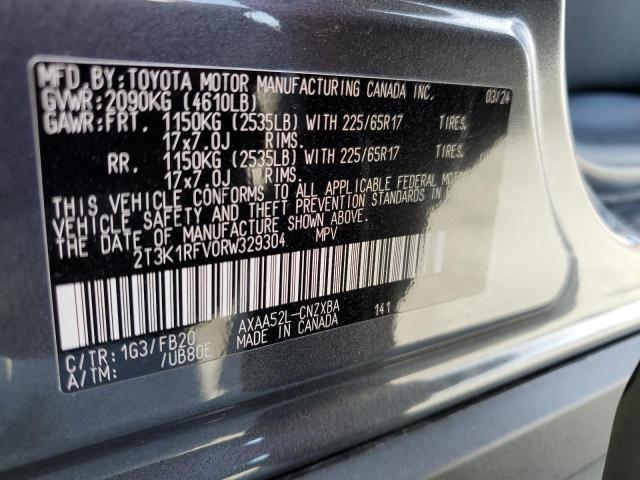 MFD. BY: TOYOTA MOTOR MANUFACTURING CANADA INC. 03/24
GVWR: 2090KG (4610LB)
GAWR: FRT. 1150KG (2535LB) WITH 225/65R17 TIRES.
17x7.0J RIMS.
RR. 1150KG (2535LB) WITH 225/65R17 TIRES.
17x7.0J RIMS.
THIS VEHICLE CONFORMS TO ALL APPLICABLE FEDERAL
VEHICLE SAFETY AND THEFT PREVENTION STANDARDS IN
THE DATE OF MANUFACTURE SHOWN ABOVE.
2T3K1RFV0RW329304 MPV
C/TR: 1G3/FB20 AXAA52L-CNZXBA 141
A/TM: /UB80E MADE IN CANADA